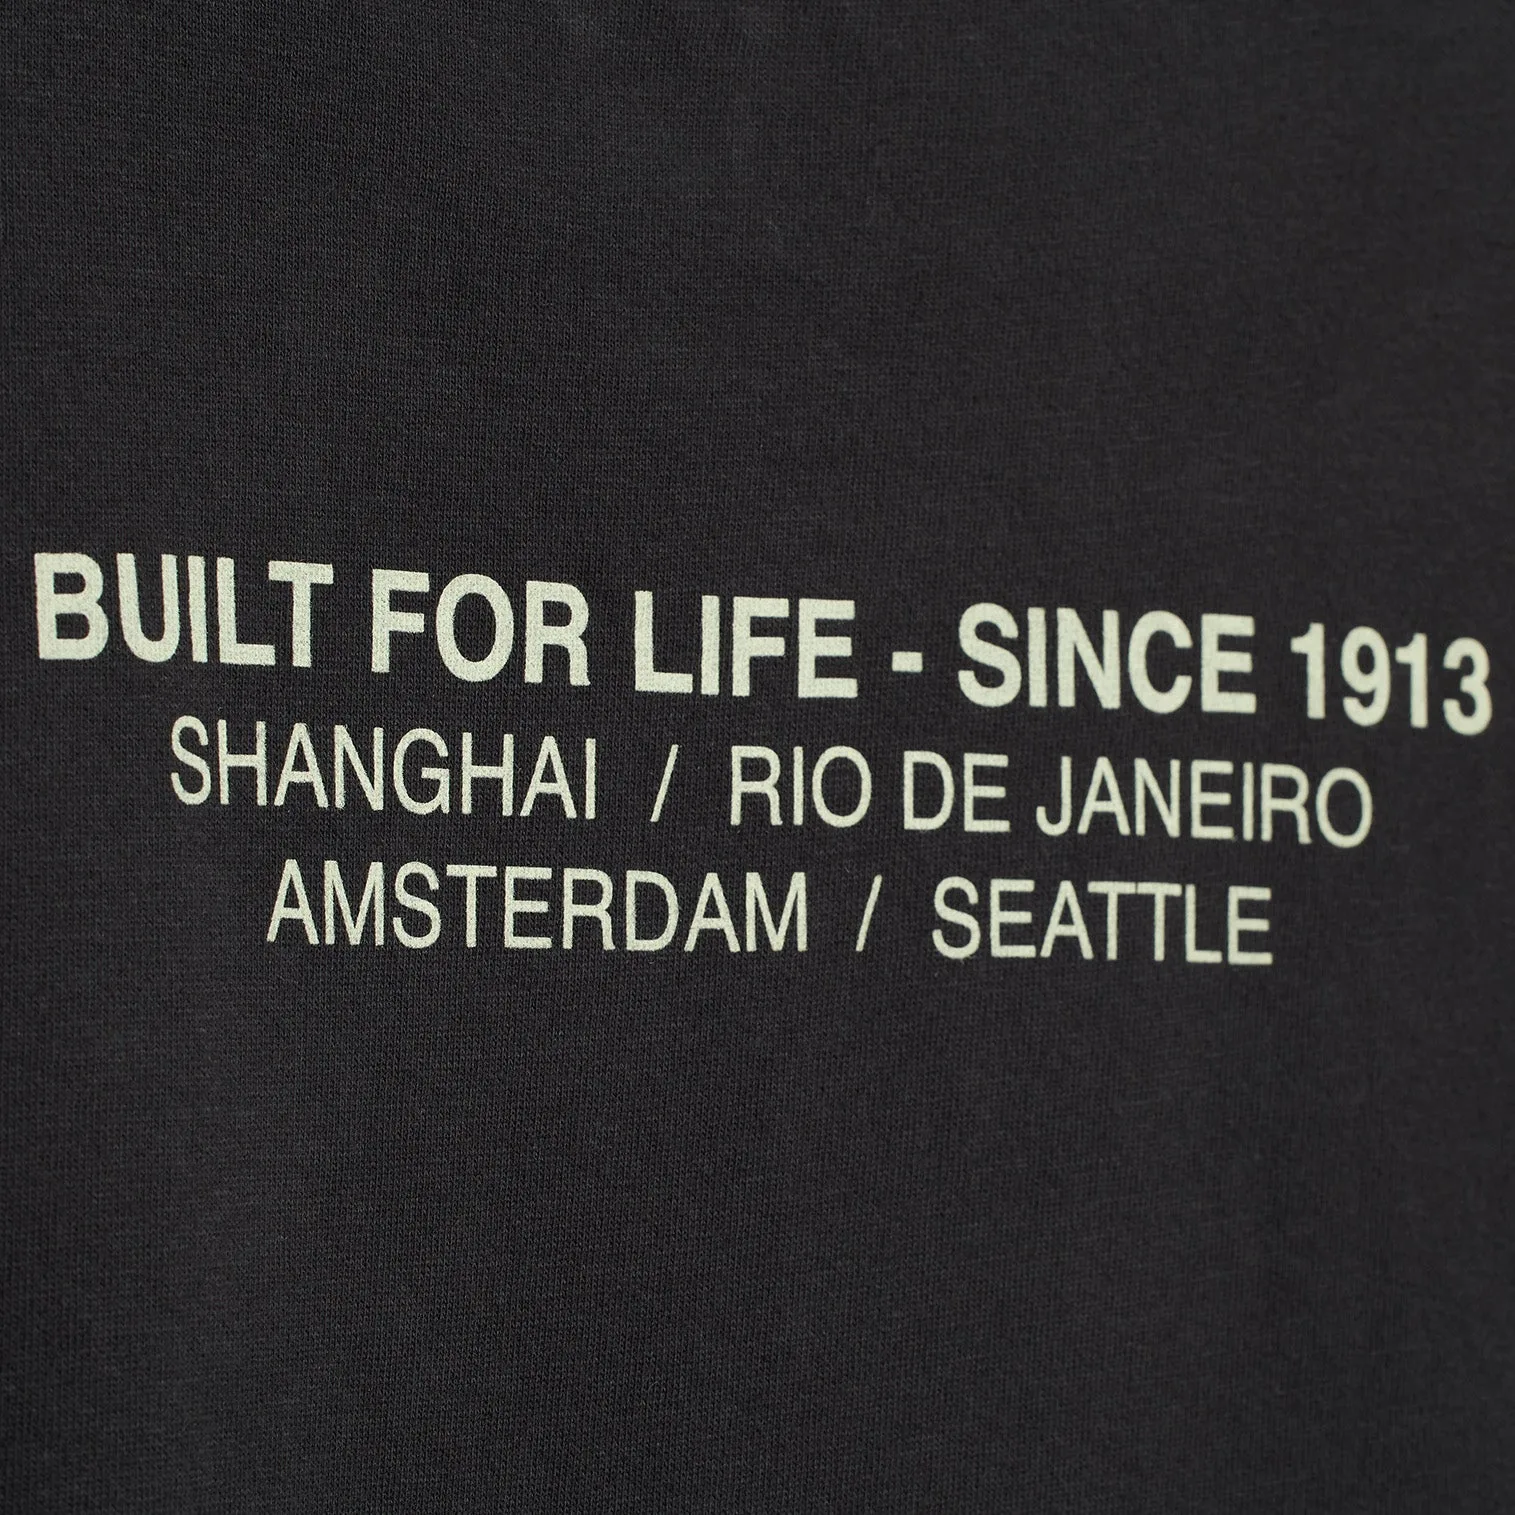 BUILT FOR LIFE - SINCE 1913
SHANGHAI / RIO DE JANEIRO
AMSTERDAM / SEATTLE